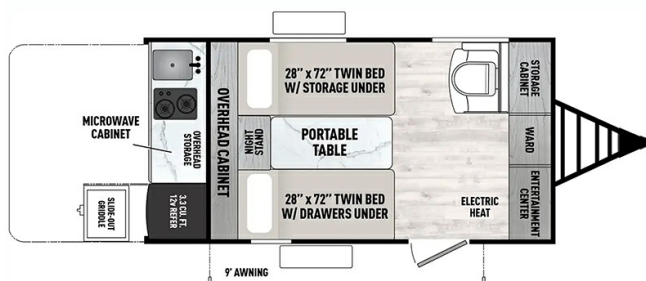 MICROWAVE
CABINET
OVERHEAD
STORAGE
SLIDE-OUT
GRIDDLE
3.3 CU. FT.
12v REFER
OVERHEAD CABINET
28” x 72” TWIN BED
W/ STORAGE UNDER
NIGHT
STAND
PORTABLE
TABLE
28” x 72” TWIN BED
W/ DRAWERS UNDER
STORAGE
CABINET
WARD
ENTERTAINMENT
CENTER
ELECTRIC
HEAT
9’ AWNING